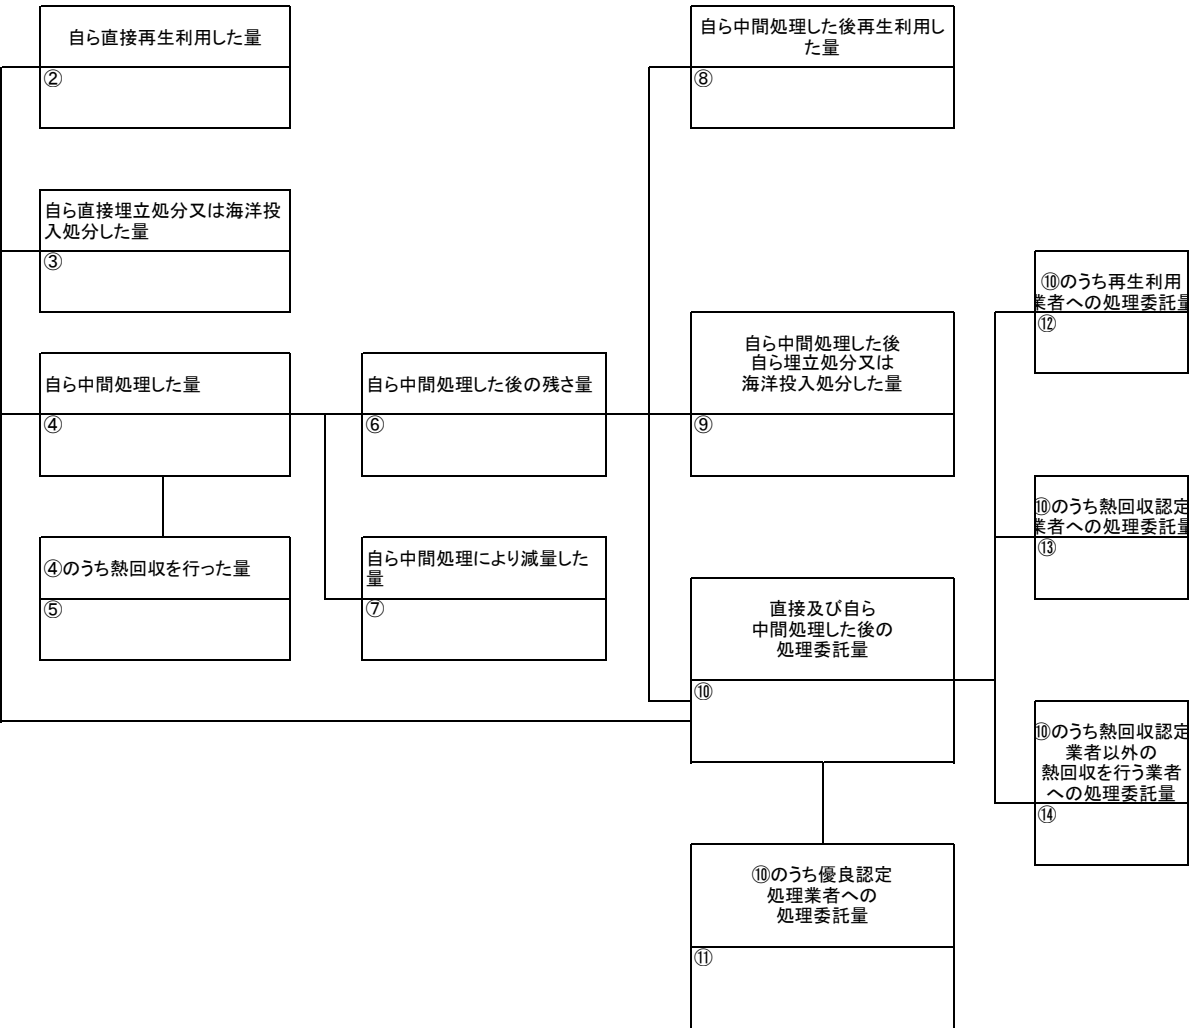 自ら直接再生利用した量
②
自ら直接埋立処分又は海洋投
入処分した量
③
自ら中間処理した量
④
④のうち熱回収を行った量
⑤
自ら中間処理した後の残さ量
⑥
自ら中間処理により減量した
量
⑦
自ら中間処理した後再生利用し
た量
⑧
自ら中間処理した後
自ら埋立処分又は
海洋投入処分した量
⑨
直接及び自ら
中間処理した後の
処理委託量
⑩
⑩のうち優良認定
処理業者への
処理委託量
⑪
⑩のうち再生利用
業者への処理委託量
⑫
⑩のうち熱回収認定
業者への処理委託量
⑬
⑩のうち熱回収認定
業者以外の
熱回収を行う業者
への処理委託量
⑭